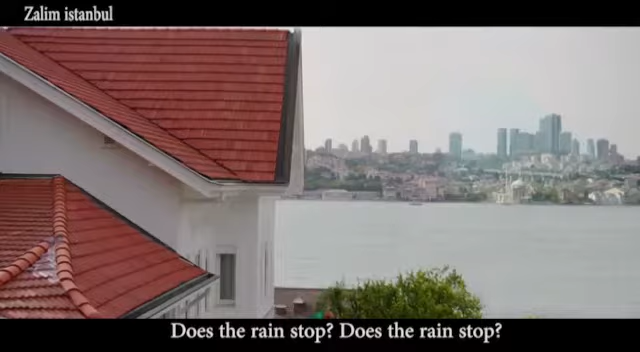 Zalim istanbul
Does the rain stop? Does the rain stop?